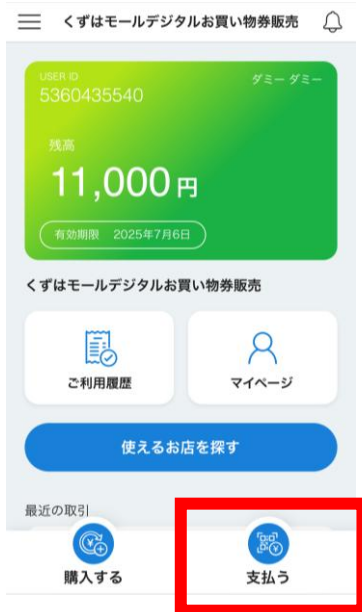 くずはモールデジタルお買い物券販売
USER ID
ダミー ダミー
5360435540
残高
11,000 円
有効期限 2025年7月6日
くずはモールデジタルお買い物券販売
ご利用履歴
マイページ
使えるお店を探す
最近の取引
購入する
支払う